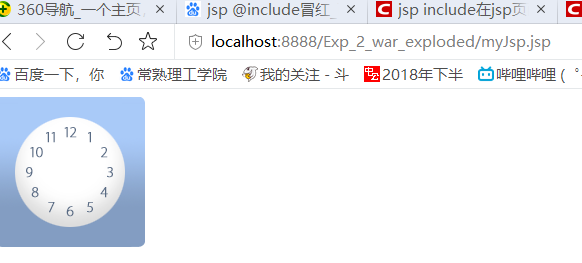 360导航_一个主页, jsp @include冒红_ jsp include在jsp页
localhost:8888/Exp_2_war_exploded/myJsp.jsp
百度一下，你 常熟理工学院 我的关注 - 斗 2018年下半 哔哩哔哩 ( ゜-
12
11 1
10 2
9 3
8 4
7 5
6